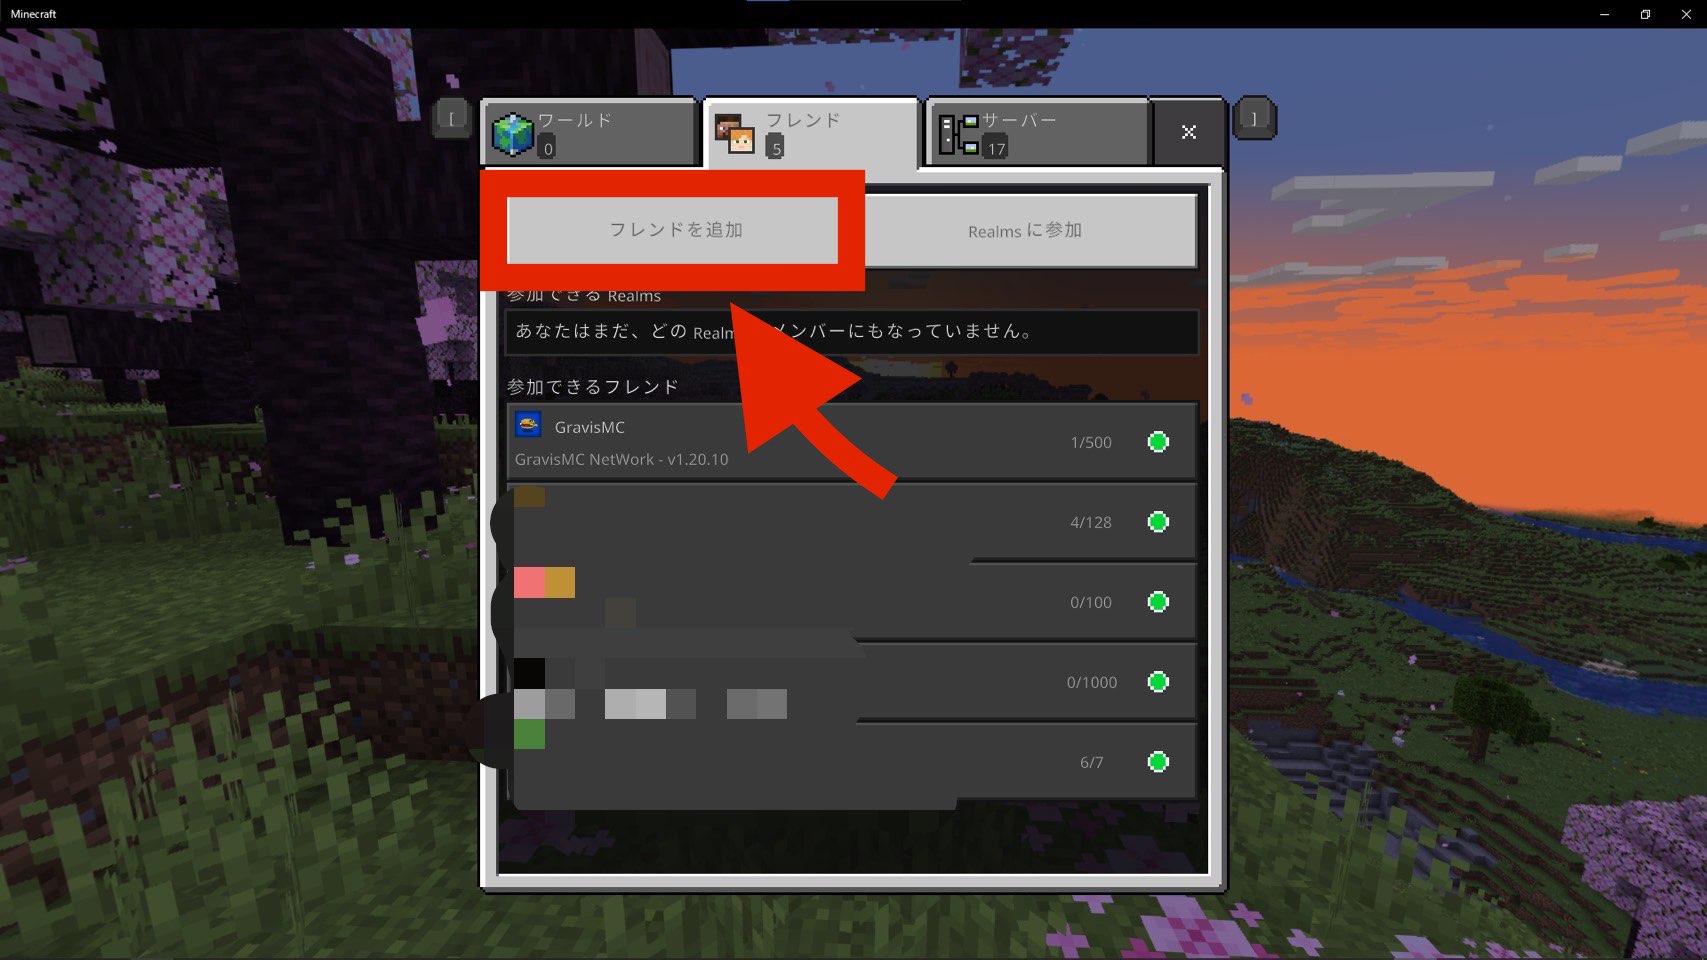 Minecraft
[
ワールド
0
フレンド
5
サーバー
17
]
フレンドを追加
Realms に参加
参加できる Realms
あなたはまだ、どの Realm メンバーにもなっていません。
参加できるフレンド
GravisMC
GravisMC NetWork - v1.20.10
1/500
4/128
0/100
0/1000
6/7